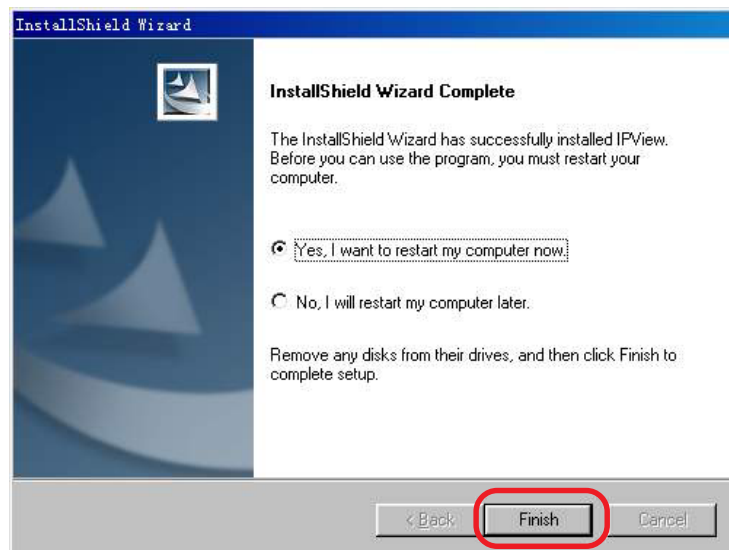 InstallShield Wizard
InstallShield Wizard Complete
The InstallShield Wizard has successfully installed IPView.
Before you can use the program, you must restart your
computer.
Yes, I want to restart my computer now.
No, I will restart my computer later.
Remove any disks from their drives, and then click Finish to
complete setup.
< Back Finish Cancel